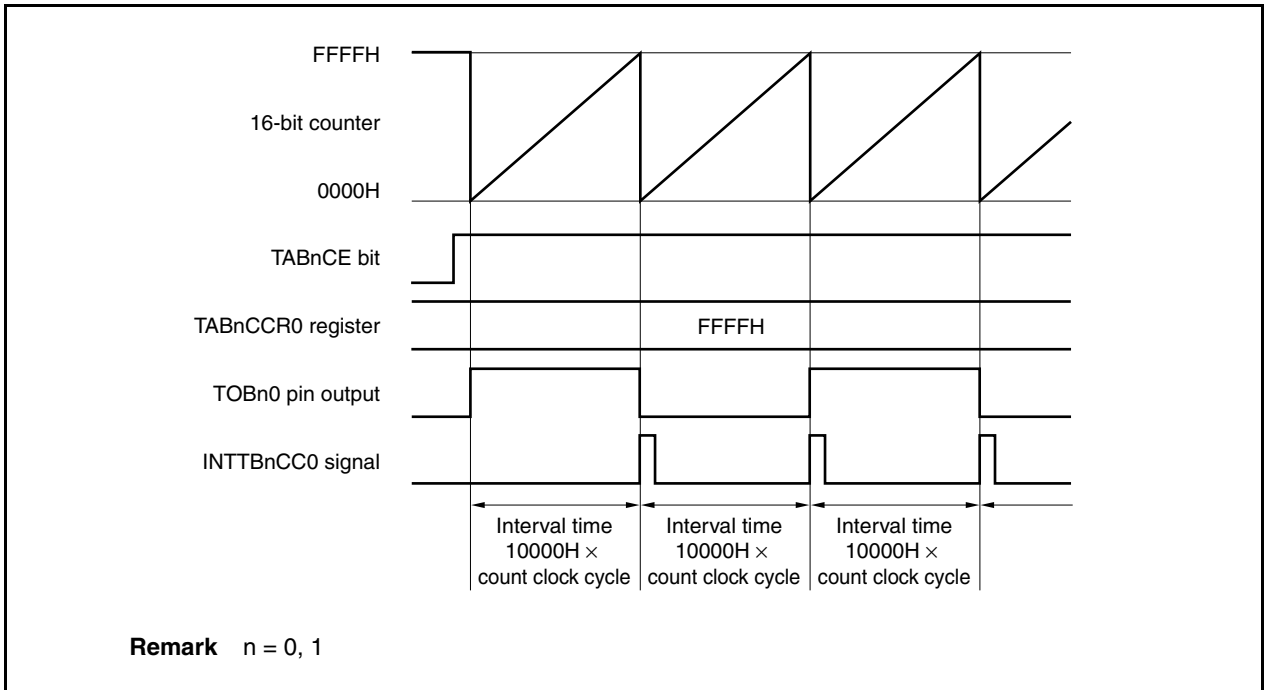 FFFFH
16-bit counter
0000H
TABnCE bit
TABnCCR0 register
FFFFH
TOBn0 pin output
INTTBnCC0 signal
Interval time
10000H ×
count clock cycle
Interval time
10000H ×
count clock cycle
Interval time
10000H ×
count clock cycle
Remark n = 0, 1